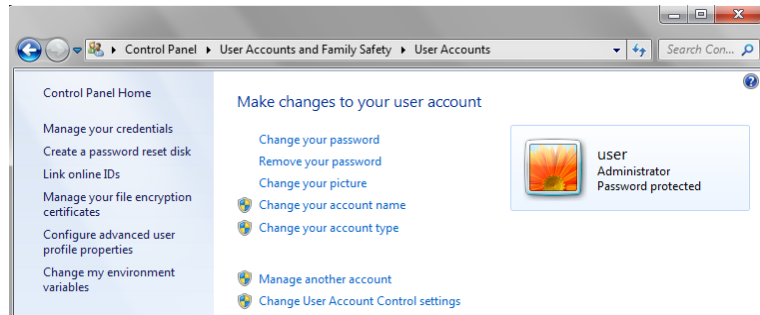 Control Panel ▸ User Accounts and Family Safety ▸ User Accounts
Search Con...
Control Panel Home
Manage your credentials
Create a password reset disk
Link online IDs
Manage your file encryption
certificates
Configure advanced user
profile properties
Change my environment
variables
Make changes to your user account
Change your password
Remove your password
Change your picture
Change your account name
Change your account type
Manage another account
Change User Account Control settings
user
Administrator
Password protected